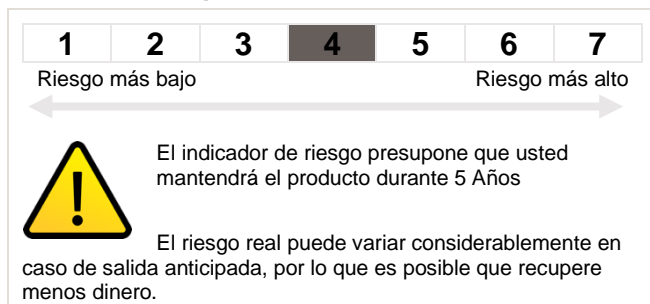 1 2 3 4 5 6 7
Riesgo más bajo Riesgo más alto
El indicador de riesgo presupone que usted
mantendrá el producto durante 5 Años
El riesgo real puede variar considerablemente en
caso de salida anticipada, por lo que es posible que recupere
menos dinero.